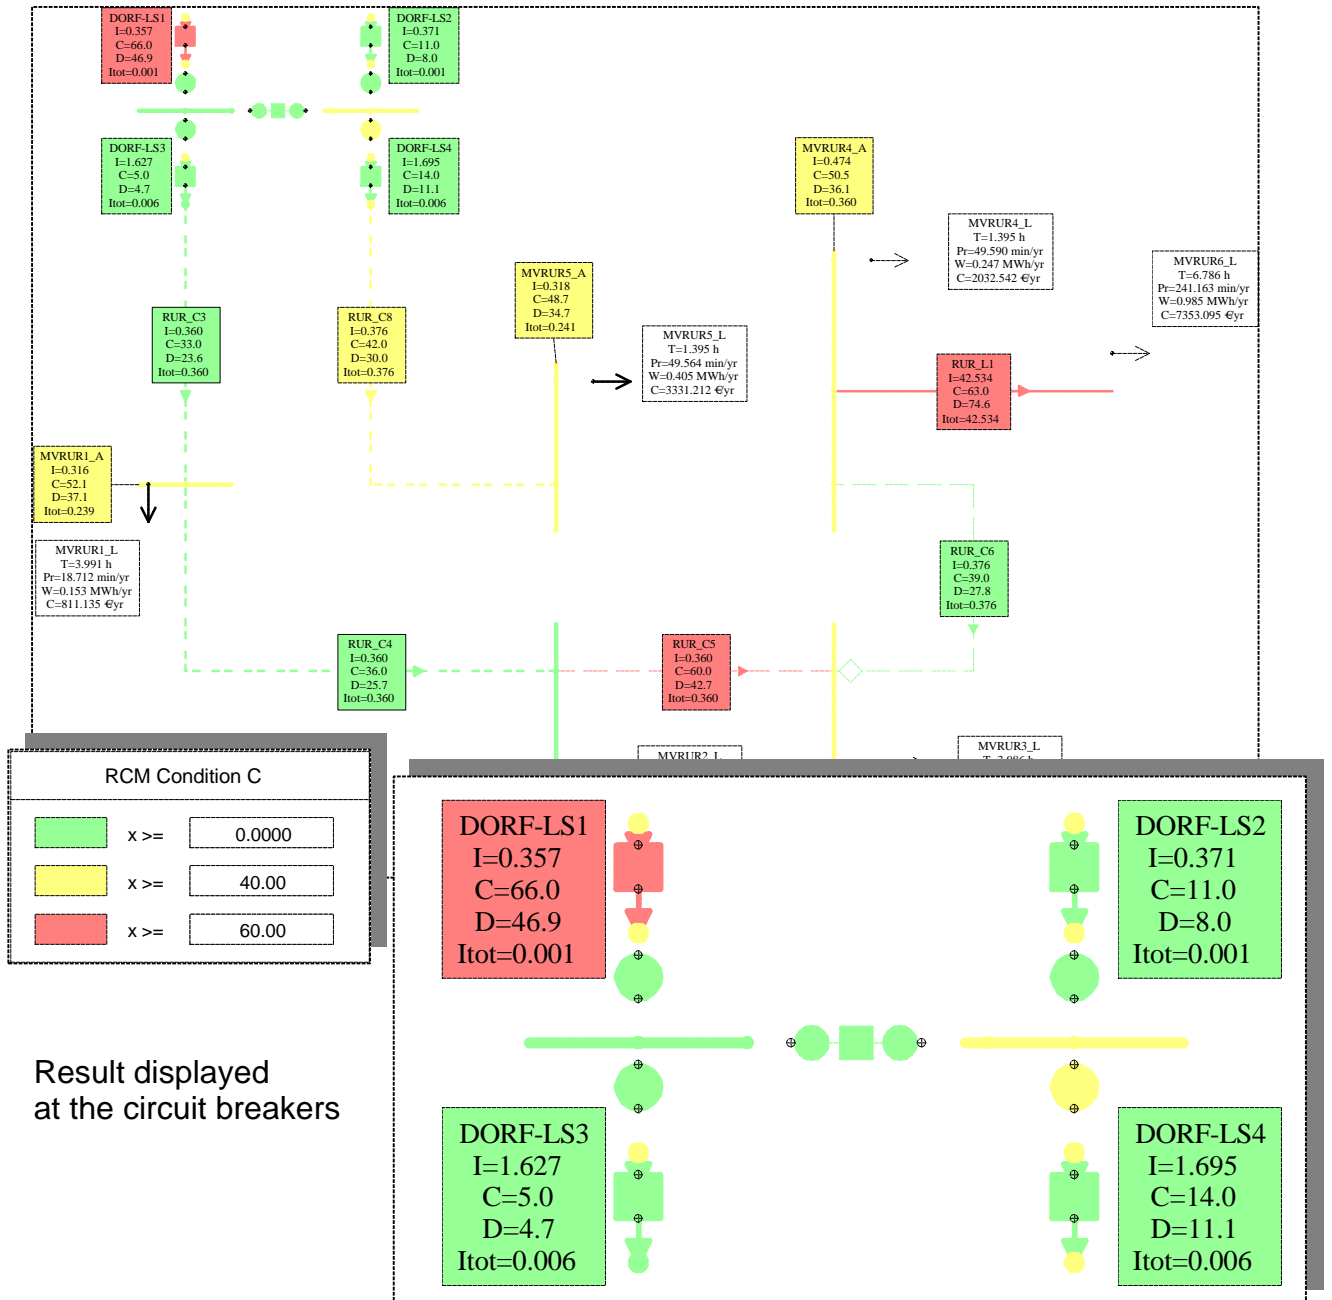 DORF-LS1
I=0.357
C=66.0
D=46.9
Itot=0.001
DORF-LS2
I=0.371
C=11.0
D=8.0
Itot=0.001
DORF-LS3
I=1.627
C=5.0
D=4.7
Itot=0.006
DORF-LS4
I=1.695
C=14.0
D=11.1
Itot=0.006
MVRUR4_A
I=0.474
C=50.5
D=36.1
Itot=0.360
MVRUR4_L
T=1.395 h
Pr=49.590 min/yr
W=0.247 MWh/yr
C=2032.542 €/yr
MVRUR6_L
T=6.786 h
Pr=241.163 min/yr
W=0.985 MWh/yr
C=7353.095 €/yr
MVRUR5_A
I=0.318
C=48.7
D=34.7
Itot=0.241
RUR_C3
I=0.360
C=33.0
D=23.6
Itot=0.360
RUR_C8
I=0.376
C=42.0
D=30.0
Itot=0.376
MVRUR5_L
T=1.395 h
Pr=49.564 min/yr
W=0.405 MWh/yr
C=3331.212 €/yr
RUR_L1
I=42.534
C=63.0
D=74.6
Itot=42.534
MVRUR1_A
I=0.316
C=52.1
D=37.1
Itot=0.239
MVRUR1_L
T=3.991 h
Pr=18.712 min/yr
W=0.153 MWh/yr
C=811.135 €/yr
RUR_C6
I=0.376
C=39.0
D=27.8
Itot=0.376
RUR_C4
I=0.360
C=36.0
D=25.7
Itot=0.360
RUR_C5
I=0.360
C=60.0
D=42.7
Itot=0.360
MVRUR2_L
MVRUR3_L
T=3.986 h
RCM Condition C
x >= 0.0000
x >= 40.00
x >= 60.00
DORF-LS1
I=0.357
C=66.0
D=46.9
Itot=0.001
DORF-LS2
I=0.371
C=11.0
D=8.0
Itot=0.001
DORF-LS3
I=1.627
C=5.0
D=4.7
Itot=0.006
DORF-LS4
I=1.695
C=14.0
D=11.1
Itot=0.006
Result displayed
at the circuit breakers